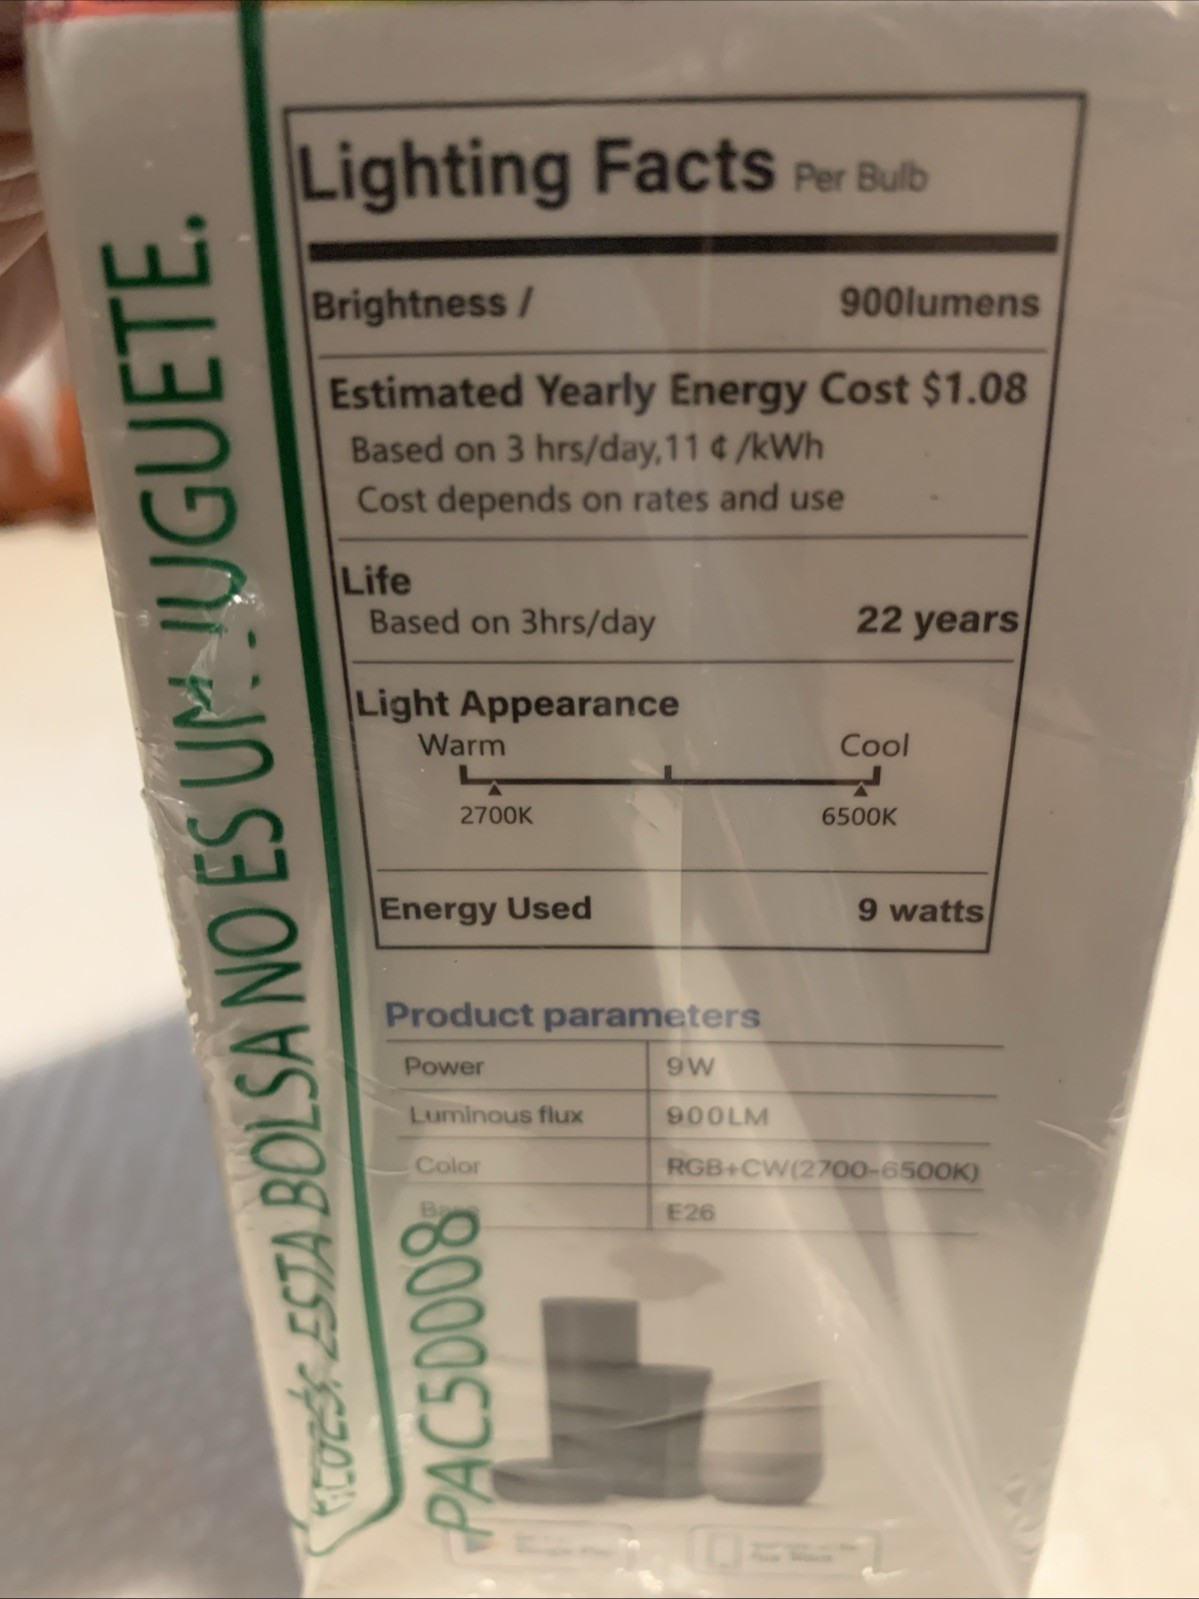 Lighting Facts Per Bulb
Brightness / 900lumens
Estimated Yearly Energy Cost $1.08
Based on 3 hrs/day,11 ¢ /kWh
Cost depends on rates and use
Life
Based on 3hrs/day 22 years
Light Appearance
Warm Cool
2700K 6500K
Energy Used 9 watts
Product parameters
Power 9W
Luminous flux 900LM
Color RGB+CW(2700-6500K)
Base E26
ESTA BOLSA NO ES UN JUGUETE.
PAC50008